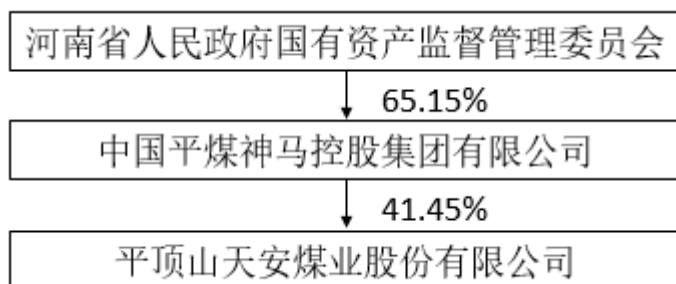 河南省人民政府国有资产监督管理委员会
65.15%
中国平煤神马控股集团有限公司
41.45%
平顶山天安煤业股份有限公司